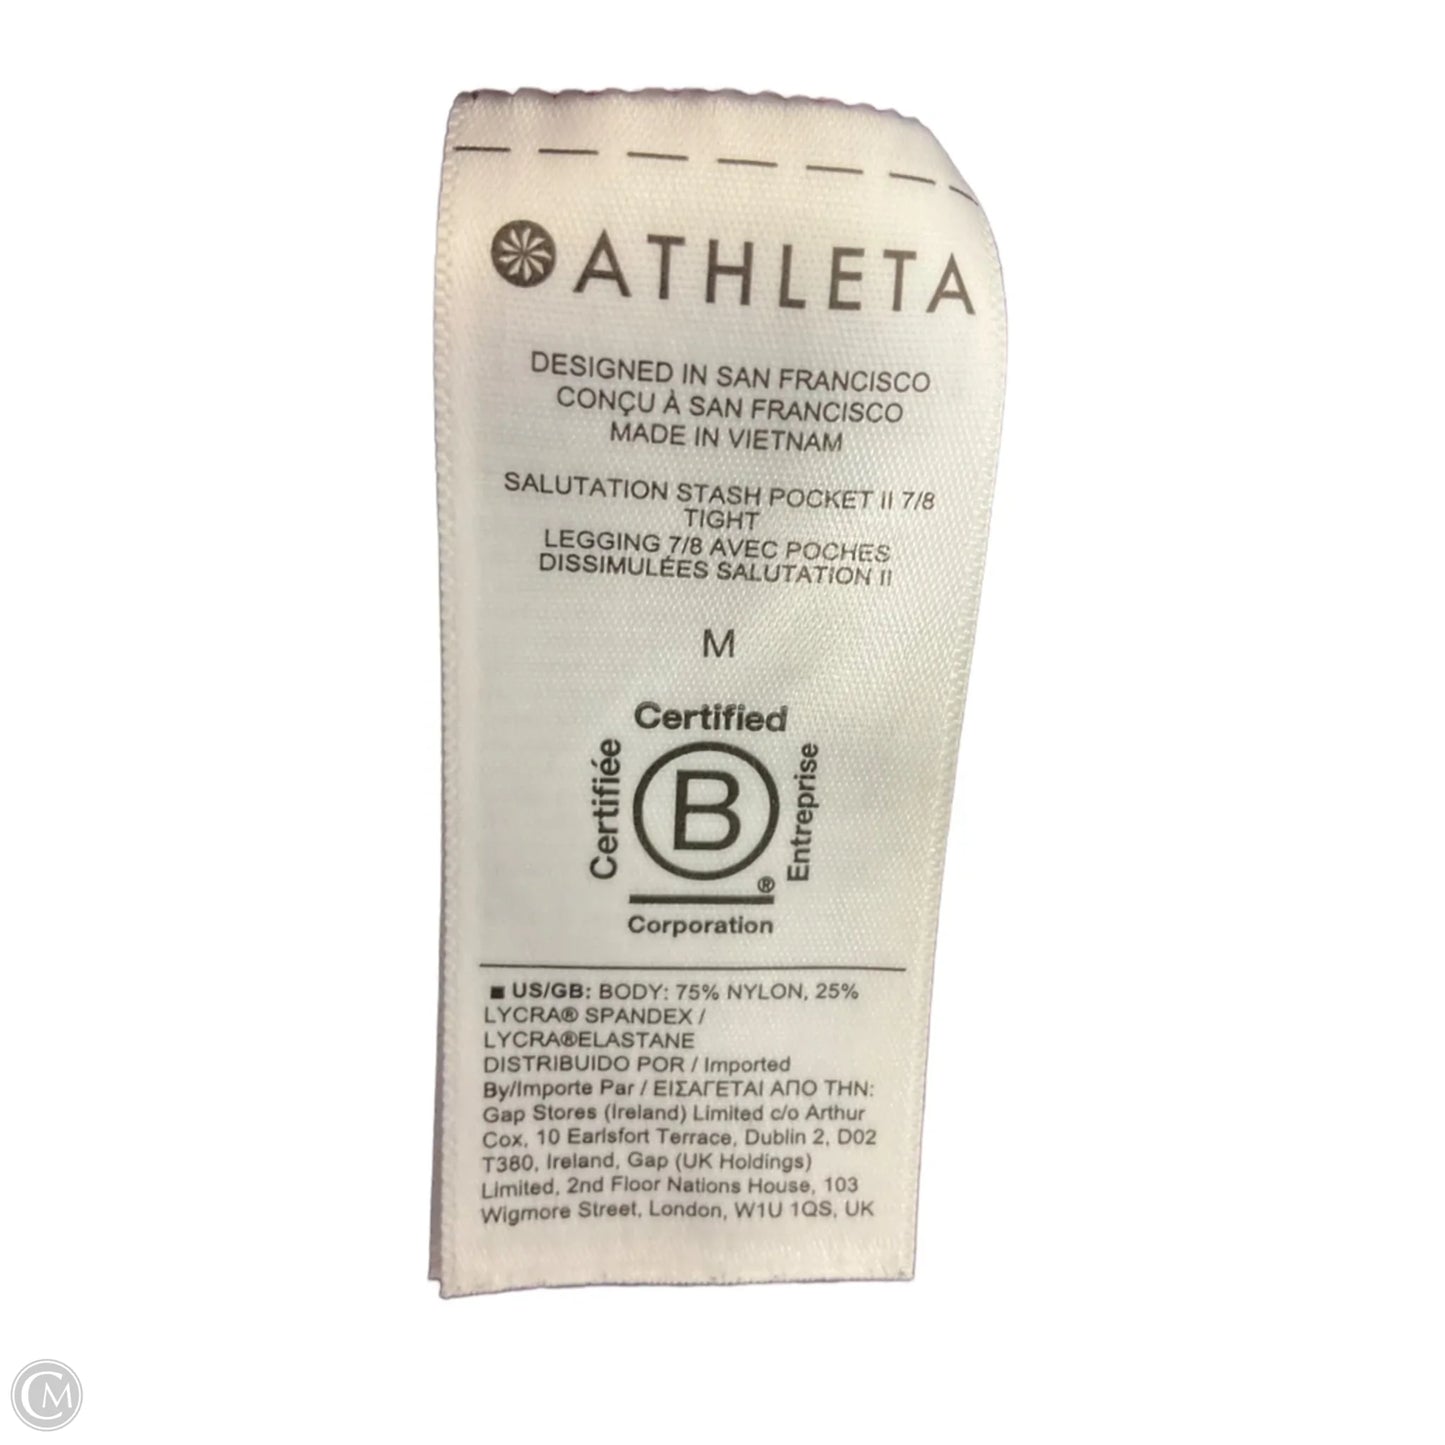 ATHLETA
DESIGNED IN SAN FRANCISCO
CONÇU À SAN FRANCISCO
MADE IN VIETNAM
SALUTATION STASH POCKET II 7/8
TIGHT
LEGGING 7/8 AVEC POCHES
DISSIMULÉES SALUTATION II
M
Certified
Certifiée
B
Entreprise
®
Corporation
■ US/GB: BODY: 75% NYLON, 25%
LYCRA® SPANDEX /
LYCRA®ELASTANE
DISTRIBUIDO POR / Imported
By/Importe Par / ΕΙΣΑΓΕΤΑΙ ΑΠΟ ΤΗΝ:
Gap Stores (Ireland) Limited c/o Arthur
Cox, 10 Earlsfort Terrace, Dublin 2, D02
T380, Ireland, Gap (UK Holdings)
Limited, 2nd Floor Nations House, 103
Wigmore Street, London, W1U 1QS, UK
CM